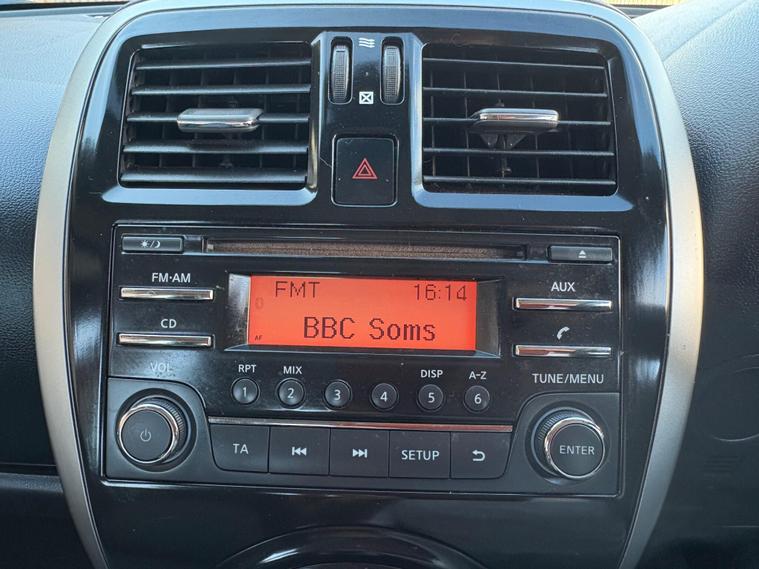 FM·AM
CD
VOL
FMT 16:14
AF
BBC Soms
AUX
TUNE/MENU
RPT MIX DISP A-Z
1 2 3 4 5 6
TA SETUP
ENTER